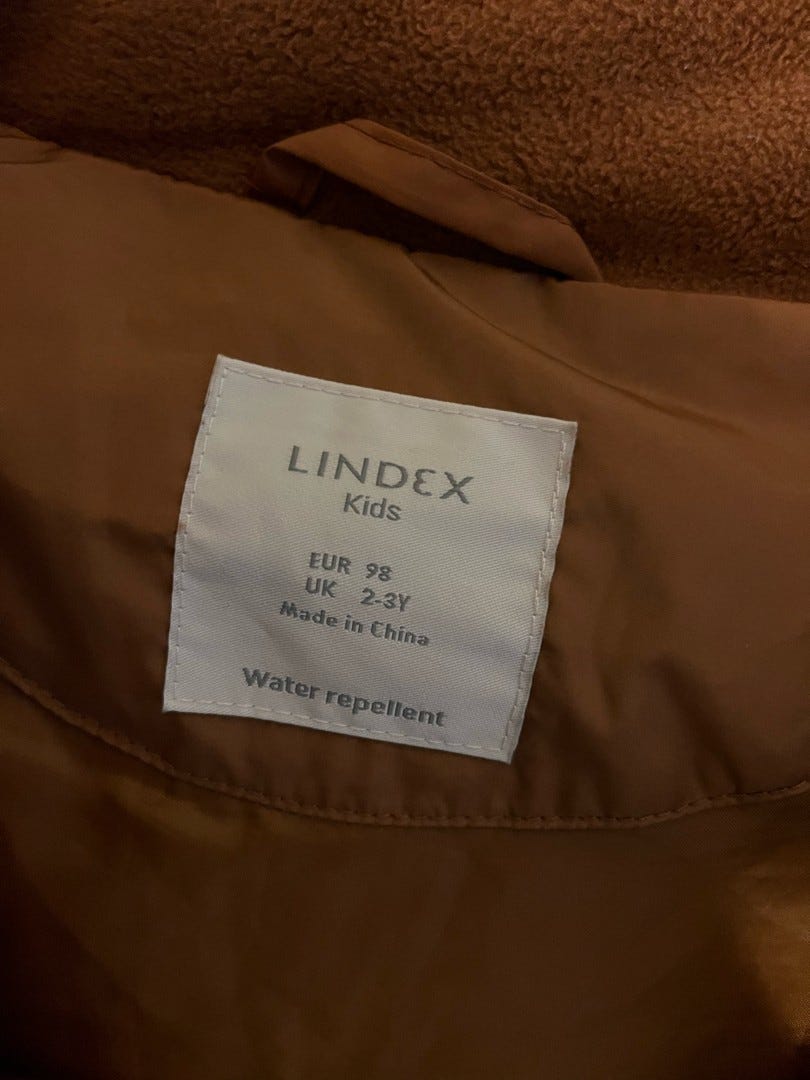 LINDEX
Kids
EUR 98
UK 2-3Y
Made in China
Water repellent